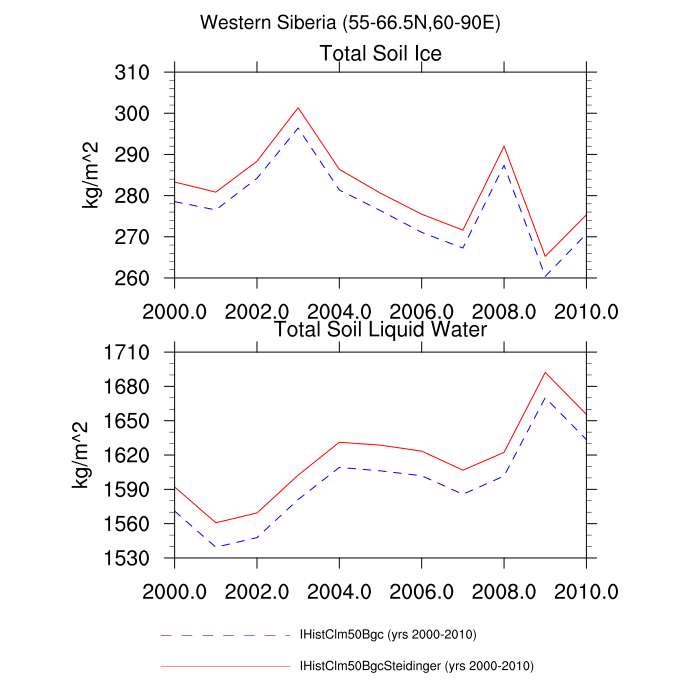 Western Siberia (55-66.5N,60-90E)
Total Soil Ice
310
300
290
280
270
260
kg/m^2
2000.0 2002.0 2004.0 2006.0 2008.0 2010.0
Total Soil Liquid Water
1710
1680
1650
1620
1590
1560
1530
kg/m^2
2000.0 2002.0 2004.0 2006.0 2008.0 2010.0
IHistClm50Bgc (yrs 2000-2010)
IHistClm50BgcSteidinger (yrs 2000-2010)